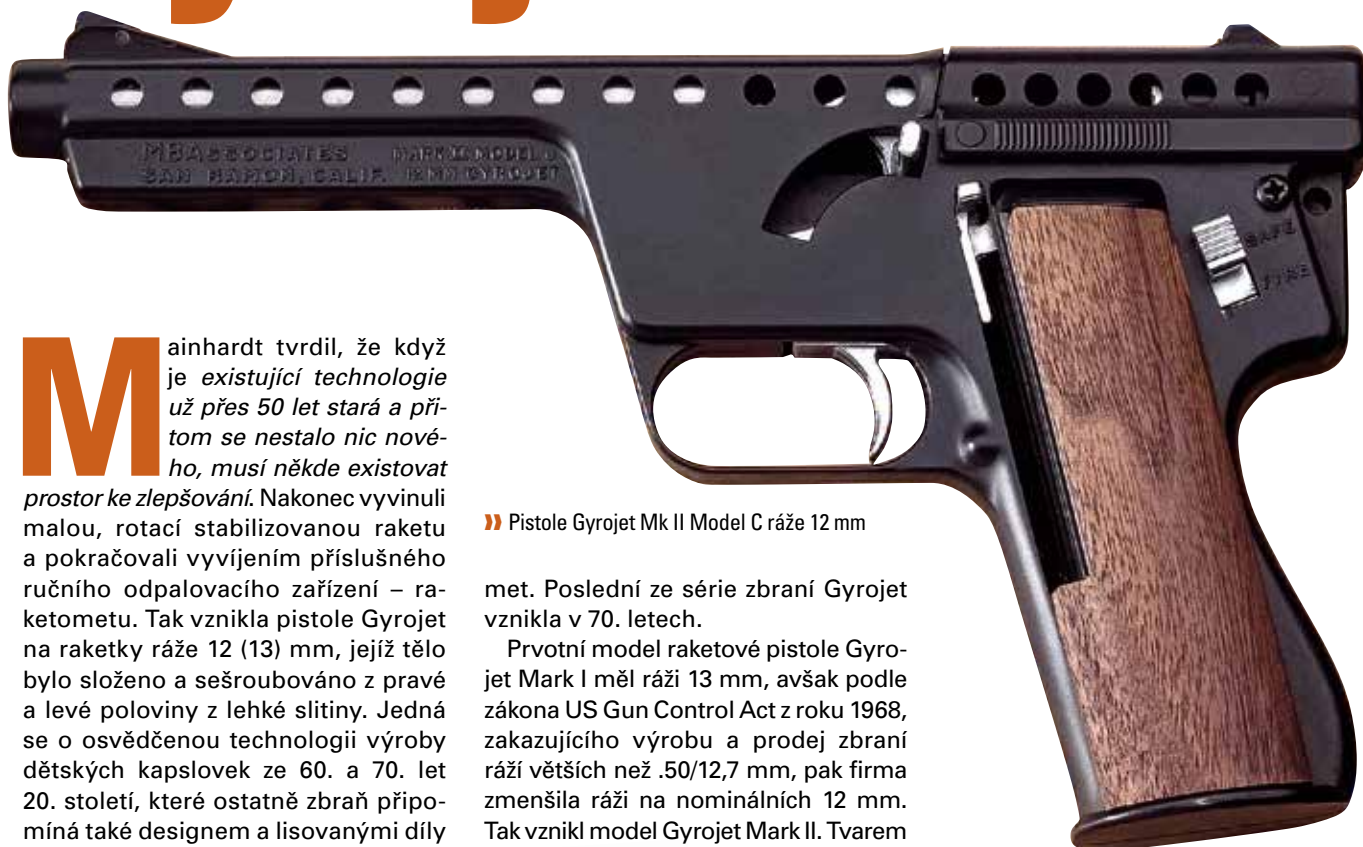 MBASSOCIATES MARK II MODEL C
SAN RAMON, CALIF. 12 MM GYROJET
SAFE
FIRE
Mainhardt tvrdil, že když
je existující technologie
už přes 50 let stará a při-
tom se nestalo nic nové-
ho, musí někde existovat
prostor ke zlepšování. Nakonec vyvinuli
malou, rotací stabilizovanou raketu
a pokračovali vyvíjením příslušného
ručního odpalovacího zařízení – ra-
ketometu. Tak vznikla pistole Gyrojet
na raketky ráže 12 (13) mm, jejíž tělo
bylo složeno a sešroubováno z pravé
a levé poloviny z lehké slitiny. Jedná
se o osvědčenou technologii výroby
dětských kapslovek ze 60. a 70. let
20. století, které ostatně zbraň připo-
míná také designem a lisovanými díly
» Pistole Gyrojet Mk II Model C ráže 12 mm
met. Poslední ze série zbraní Gyrojet
vznikla v 70. letech.
Prvotní model raketové pistole Gyro-
jet Mark I měl ráži 13 mm, avšak podle
zákona US Gun Control Act z roku 1968,
zakazujícího výrobu a prodej zbraní
ráží větších než .50/12,7 mm, pak firma
zmenšila ráži na nominálních 12 mm.
Tak vznikl model Gyrojet Mark II. Tvarem